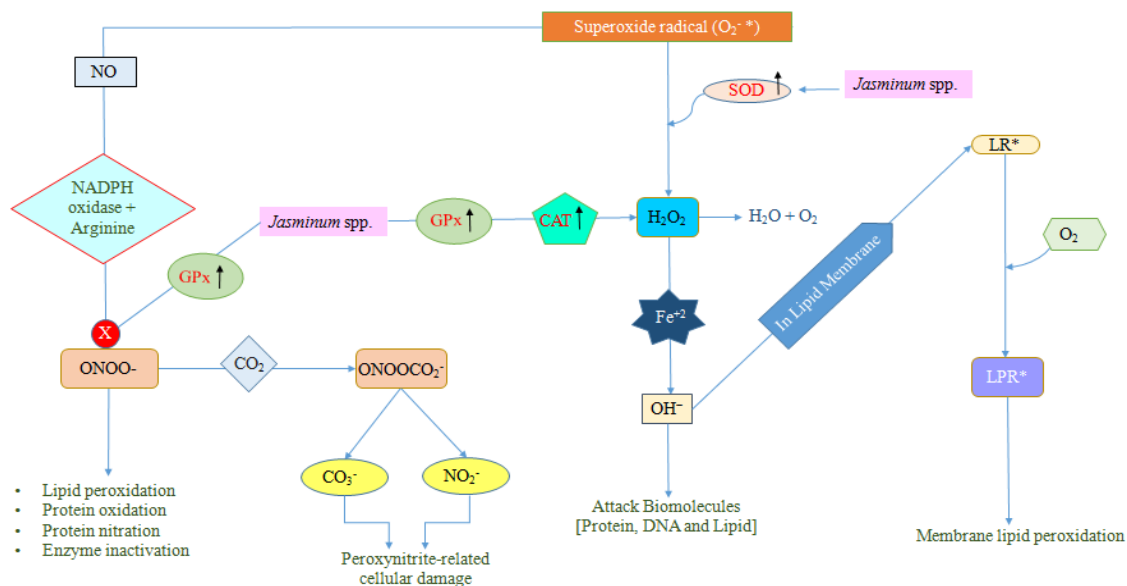 Superoxide radical (O₂⁻ *)
NO
SOD
Jasminum spp.
LR*
NADPH
oxidase +
Arginine
Jasminum spp.
GPx
CAT
H₂O₂
H₂O + O₂
O₂
GPx
In Lipid Membrane
Fe⁺²
X
ONOO-
CO₂
ONOOCO₂⁻
LPR*
OH⁻
CO₃⁻
NO₂⁻
• Lipid peroxidation
• Protein oxidation
• Protein nitration
• Enzyme inactivation
Attack Biomolecules
[Protein, DNA and Lipid]
Membrane lipid peroxidation
Peroxynitrite-related
cellular damage